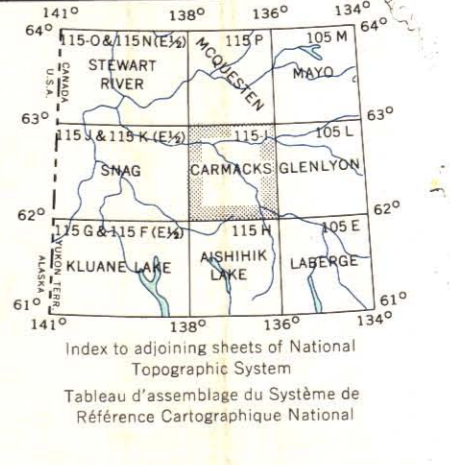 141° 138° 136° 134°
64° 64°
115-O & 115 N (E½) 115 P 105 M
STEWART RIVER McQUESTEN MAYO
CANADA
U.S.A.
63° 63°
115 J & 115 K (E½) 115-I 105 L
SNAG CARMACKS GLENLYON
62° 62°
115 G & 115 F (E½) 115 H 105 E
KLUANE LAKE AISHIHIK LAKE LABERGE
YUKON TERR
ALASKA
61° 61°
141° 138° 136° 134°
Index to adjoining sheets of National
Topographic System
Tableau d'assemblage du Système de
Référence Cartographique National